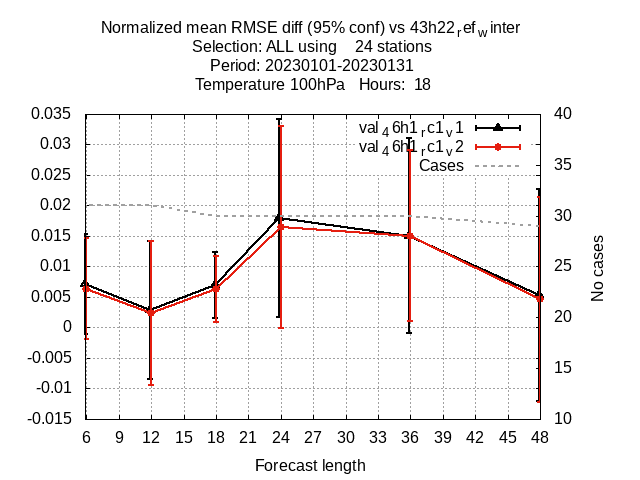 Normalized mean RMSE diff (95% conf) vs 43h22refwinter
Selection: ALL using 24 stations
Period: 20230101-20230131
Temperature 100hPa Hours: 18
val46h1rc1v1
val46h1rc1v2
Cases
0.035
0.03
0.025
0.02
0.015
0.01
0.005
0
-0.005
-0.01
-0.015
40
35
30
25
20
15
10
No cases
6 9 12 15 18 21 24 27 30 33 36 39 42 45 48
Forecast length